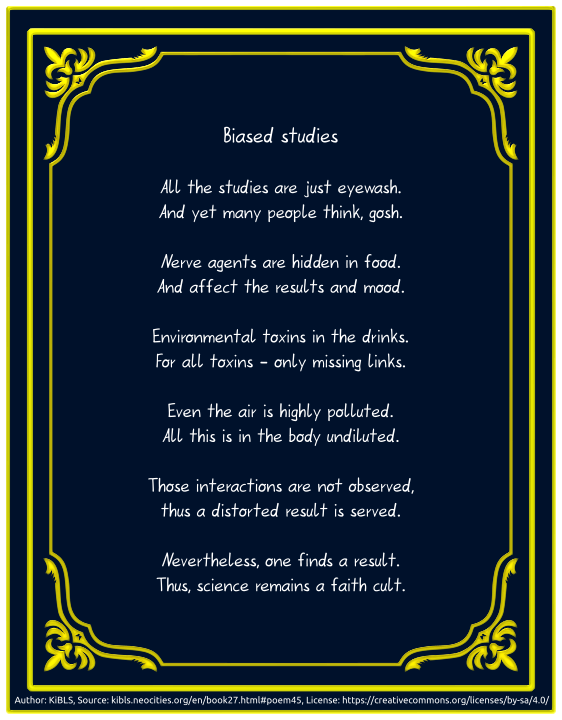 Biased studies
All the studies are just eyewash.
And yet many people think, gosh.
Nerve agents are hidden in food.
And affect the results and mood.
Environmental toxins in the drinks.
For all toxins – only missing links.
Even the air is highly polluted.
All this is in the body undiluted.
Those interactions are not observed,
thus a distorted result is served.
Nevertheless, one finds a result.
Thus, science remains a faith cult.
Author: KiBLS, Source: kibls.neocities.org/en/book27.html#poem45, License: https://creativecommons.org/licenses/by-sa/4.0/